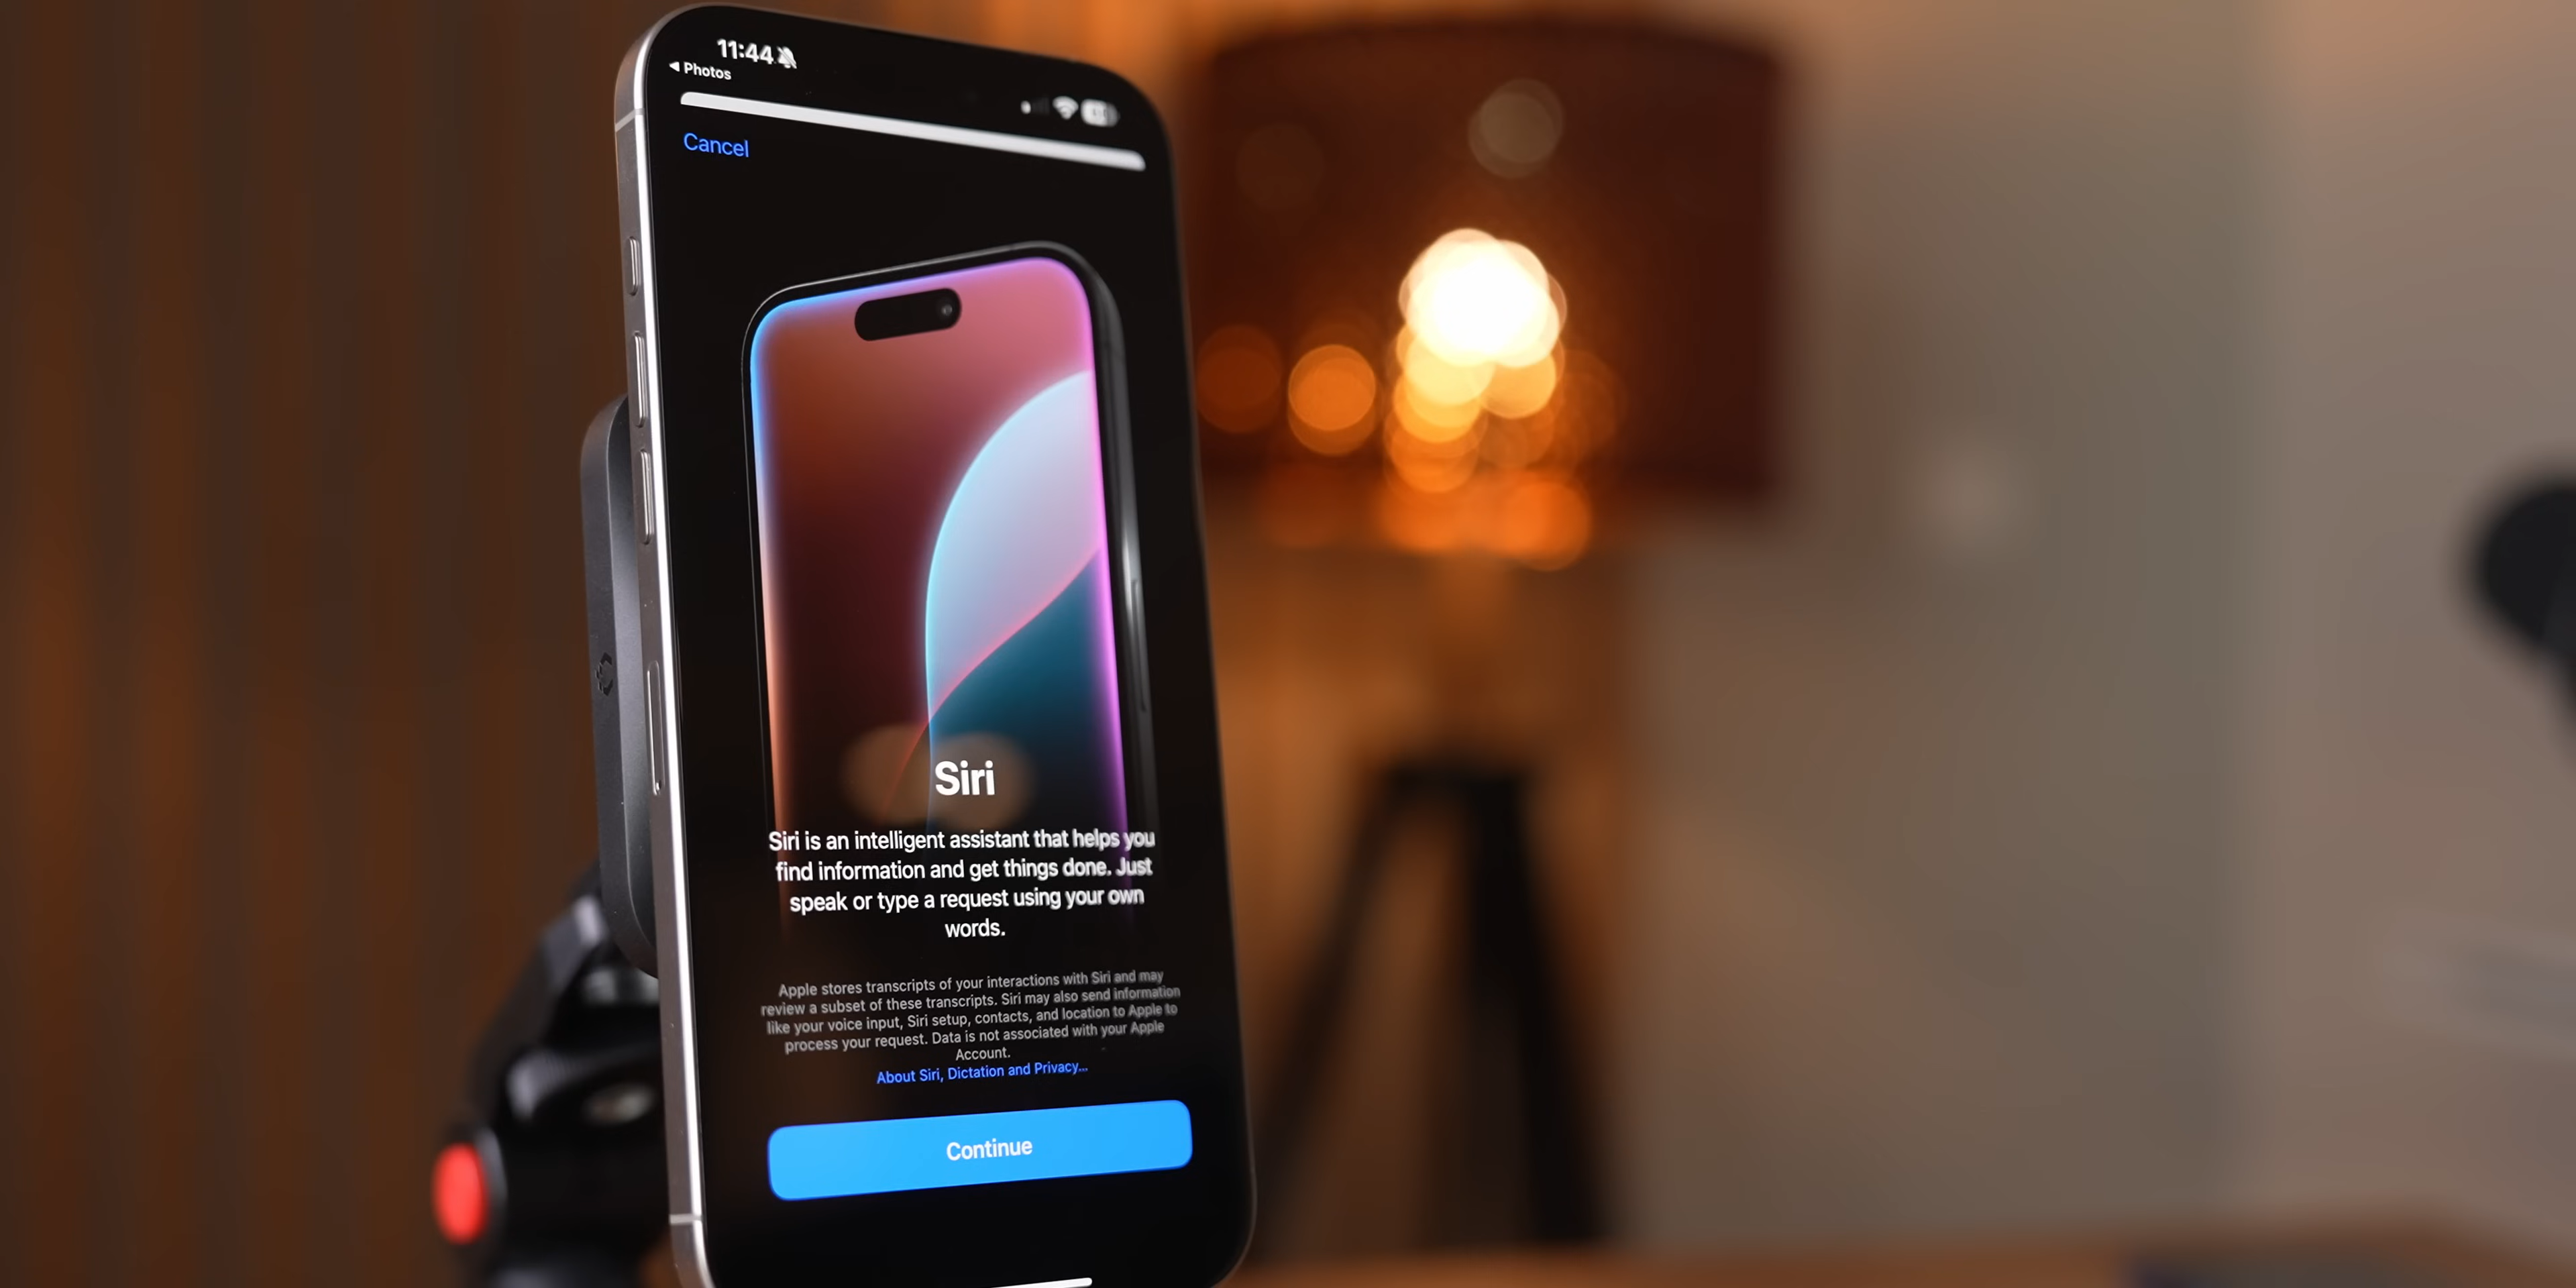 11:44
◀ Photos
Cancel
Siri
Siri is an intelligent assistant that helps you
find information and get things done. Just
speak or type a request using your own
words.
Apple stores transcripts of your interactions with Siri and may
review a subset of these transcripts. Siri may also send information
like your voice input, Siri setup, contacts, and location to Apple to
process your request. Data is not associated with your Apple
Account.
About Siri, Dictation and Privacy...
Continue